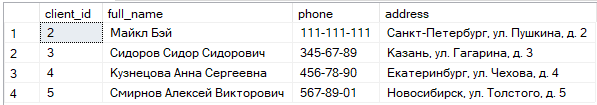 client_id full_name phone address
1 2 Майкл Бэй 111-111-111 Санкт-Петербург, ул. Пушкина, д. 2
2 3 Сидоров Сидор Сидорович 345-67-89 Казань, ул. Гагарина, д. 3
3 4 Кузнецова Анна Сергеевна 456-78-90 Екатеринбург, ул. Чехова, д. 4
4 5 Смирнов Алексей Викторович 567-89-01 Новосибирск, ул. Толстого, д. 5